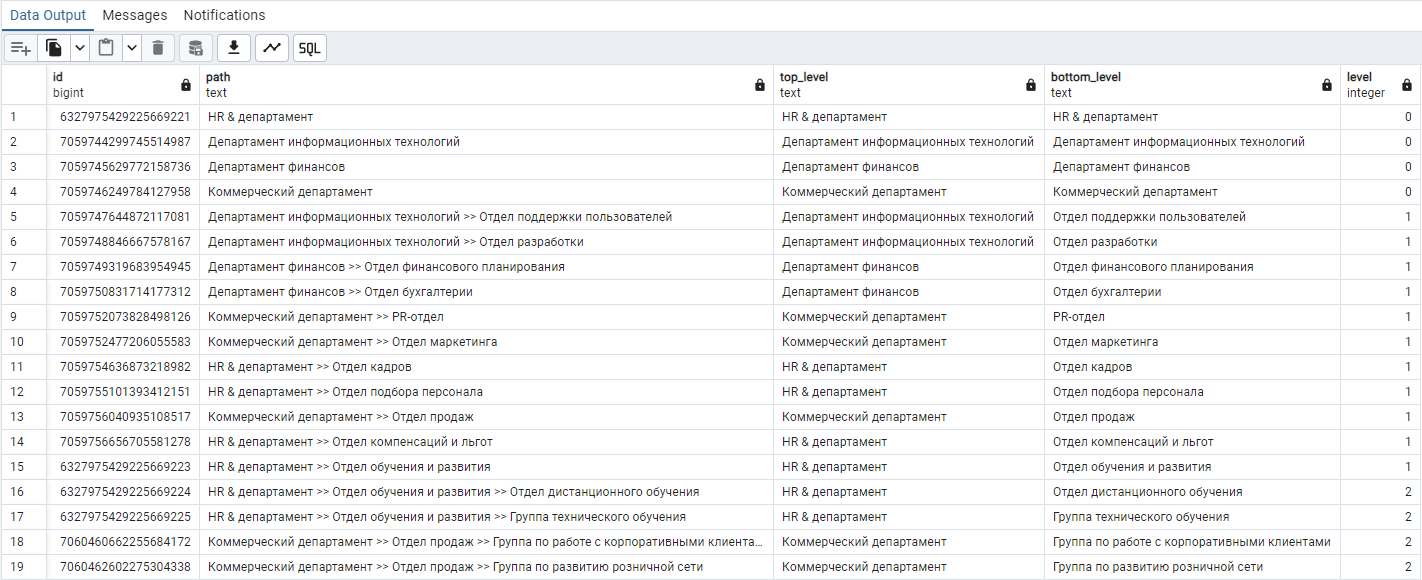 Data Output Messages Notifications
SQL
id path top_level bottom_level level
bigint text text text integer
1 6327975429225669221 HR & департамент HR & департамент HR & департамент 0
2 7059744299745514987 Департамент информационных технологий Департамент информационных технологий Департамент информационных технологий 0
3 7059745629772158736 Департамент финансов Департамент финансов Департамент финансов 0
4 7059746249784127958 Коммерческий департамент Коммерческий департамент Коммерческий департамент 0
5 7059747644872117081 Департамент информационных технологий >> Отдел поддержки пользователей Департамент информационных технологий Отдел поддержки пользователей 1
6 7059748846667578167 Департамент информационных технологий >> Отдел разработки Департамент информационных технологий Отдел разработки 1
7 7059749319683954945 Департамент финансов >> Отдел финансового планирования Департамент финансов Отдел финансового планирования 1
8 7059750831714177312 Департамент финансов >> Отдел бухгалтерии Департамент финансов Отдел бухгалтерии 1
9 7059752073828498126 Коммерческий департамент >> PR-отдел Коммерческий департамент PR-отдел 1
10 7059752477206055583 Коммерческий департамент >> Отдел маркетинга Коммерческий департамент Отдел маркетинга 1
11 7059754636873218982 HR & департамент >> Отдел кадров HR & департамент Отдел кадров 1
12 7059755101393412151 HR & департамент >> Отдел подбора персонала HR & департамент Отдел подбора персонала 1
13 7059756040935108517 Коммерческий департамент >> Отдел продаж Коммерческий департамент Отдел продаж 1
14 7059756656705581278 HR & департамент >> Отдел компенсаций и льгот HR & департамент Отдел компенсаций и льгот 1
15 6327975429225669223 HR & департамент >> Отдел обучения и развития HR & департамент Отдел обучения и развития 1
16 6327975429225669224 HR & департамент >> Отдел обучения и развития >> Отдел дистанционного обучения HR & департамент Отдел дистанционного обучения 2
17 6327975429225669225 HR & департамент >> Отдел обучения и развития >> Группа технического обучения HR & департамент Группа технического обучения 2
18 7060460662255684172 Коммерческий департамент >> Отдел продаж >> Группа по работе с корпоративными клиента... Коммерческий департамент Группа по работе с корпоративными клиентами 2
19 7060462602275304338 Коммерческий департамент >> Отдел продаж >> Группа по развитию розничной сети Коммерческий департамент Группа по развитию розничной сети 2